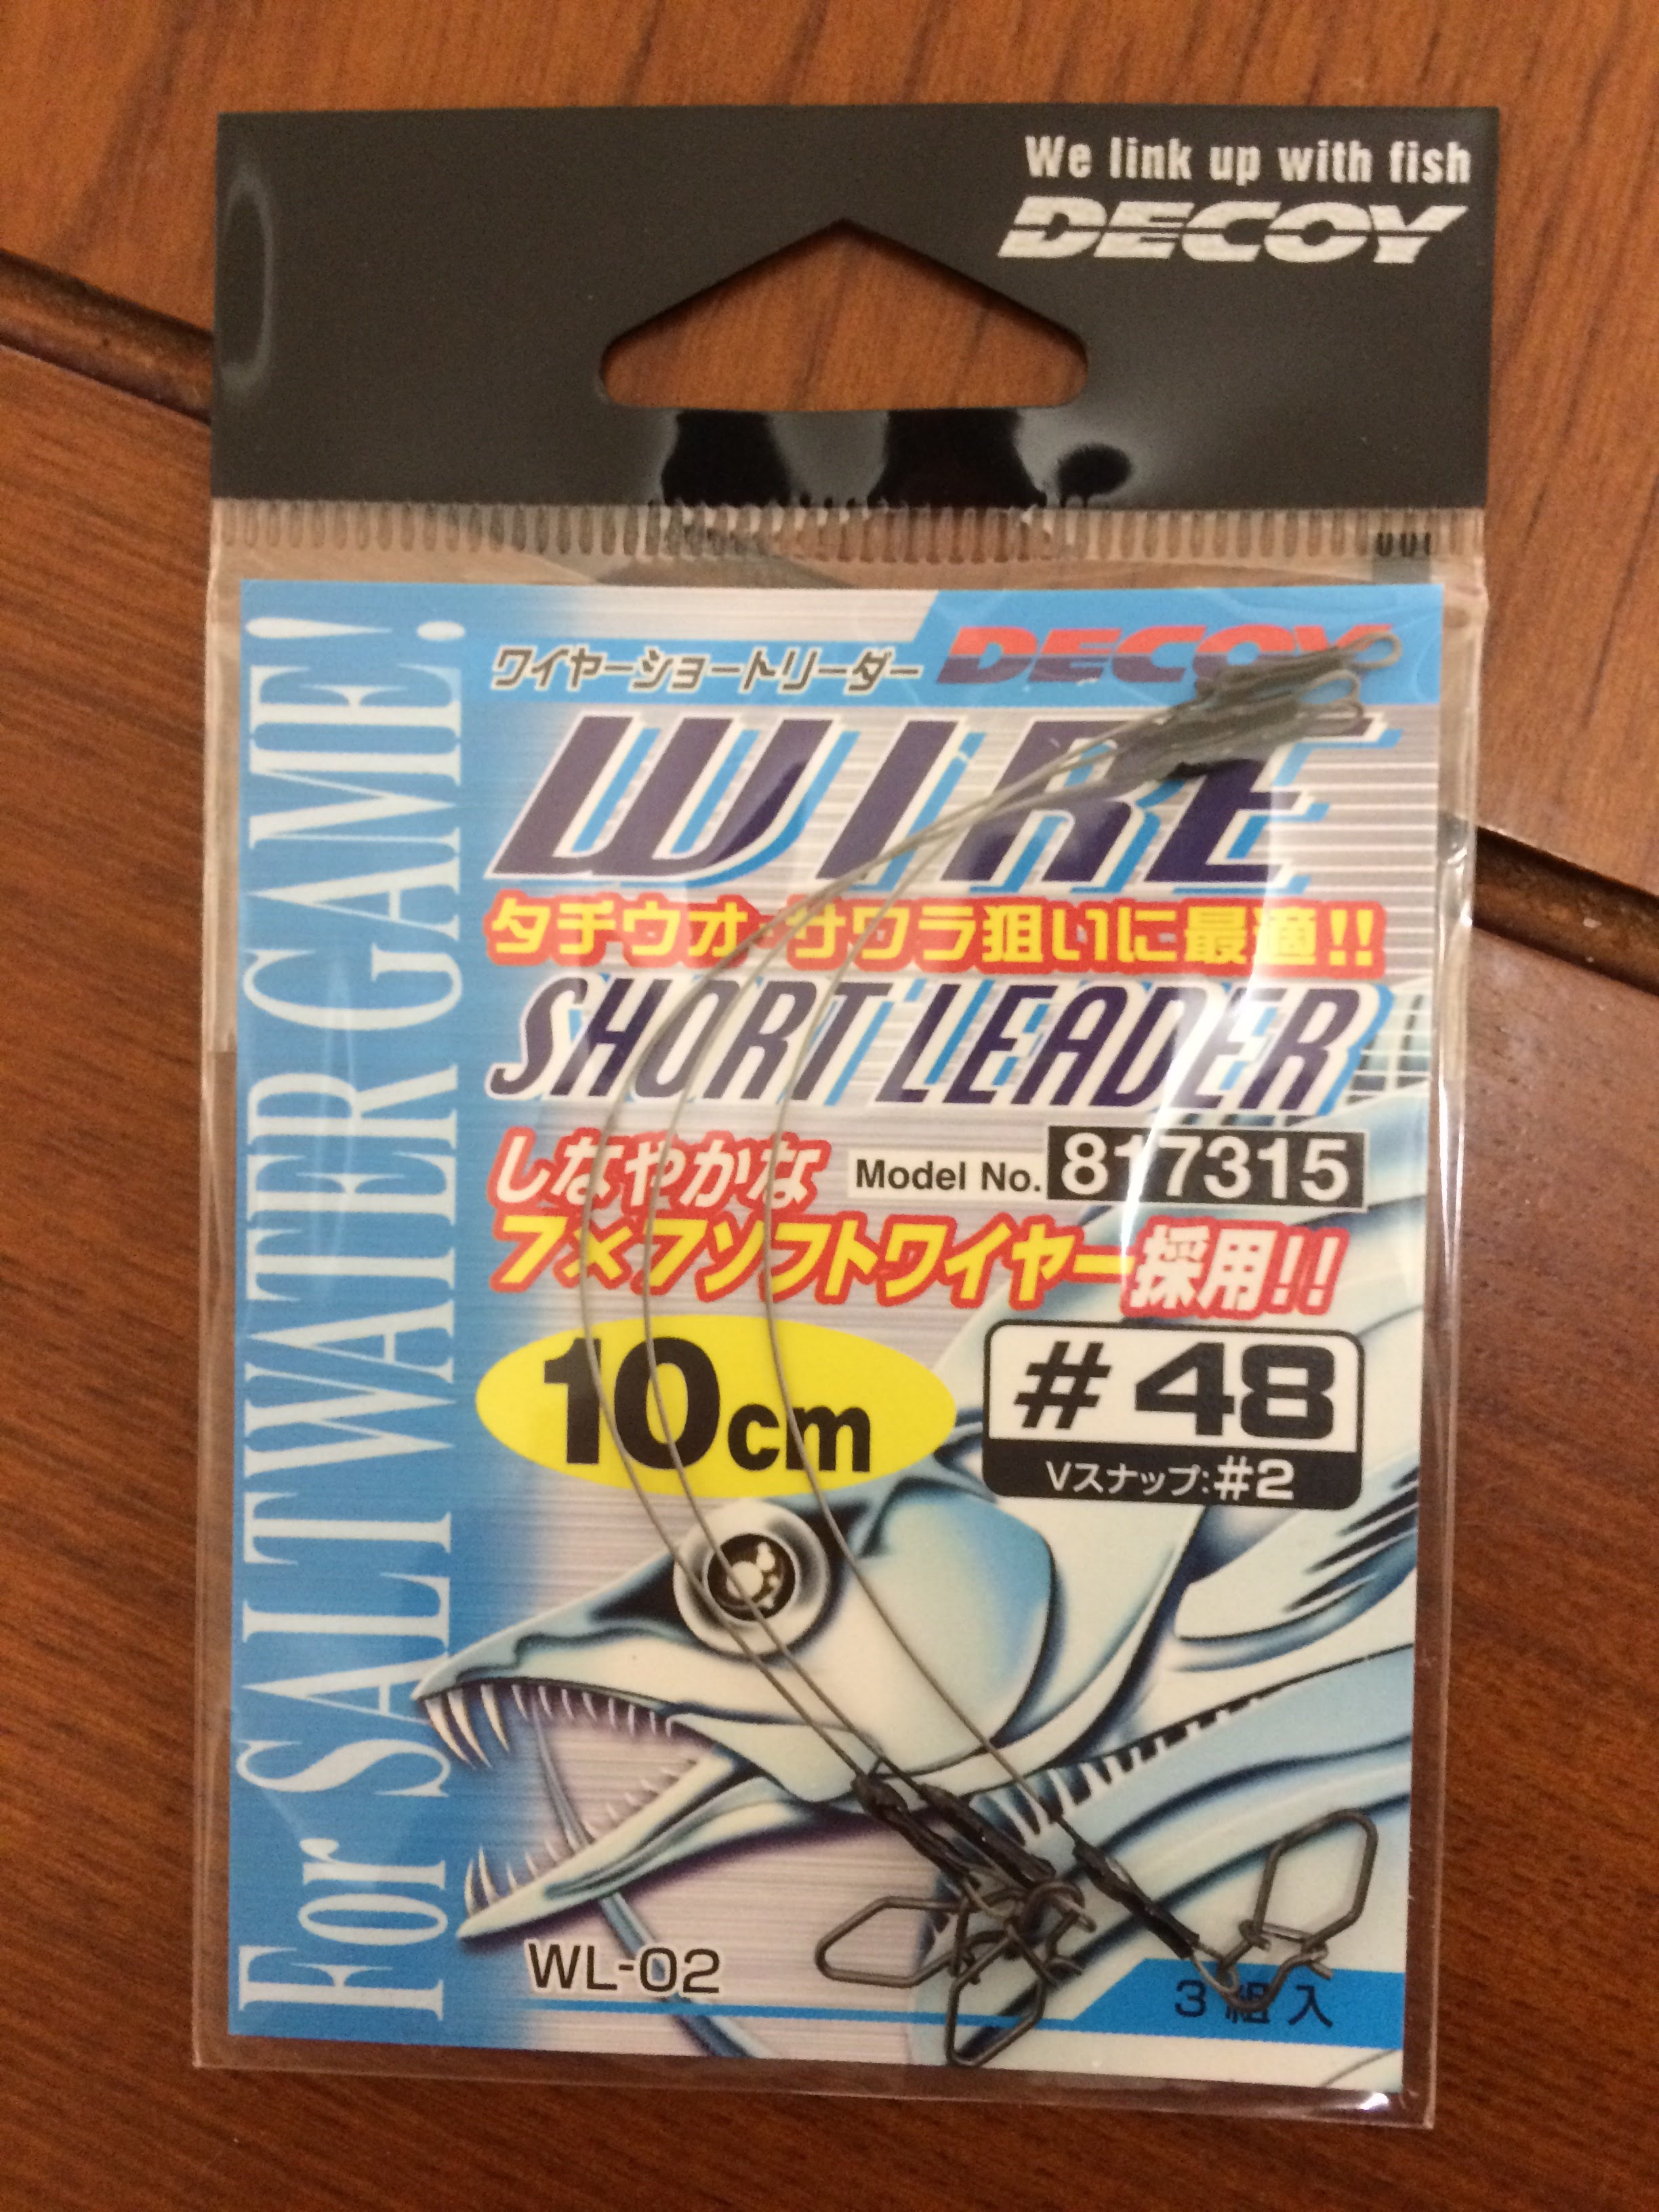 We link up with fish
DECOY
For SALTWATER GAME!
ワイヤーショートリーダー
DECOY
WIRE
タチウオ・サワラ狙いに最適!!
SHORT LEADER
しなやかな
Model No. 817315
7×7ソフトワイヤー採用!!
10cm
#48
Vスナップ:#2
WL-02
3組入